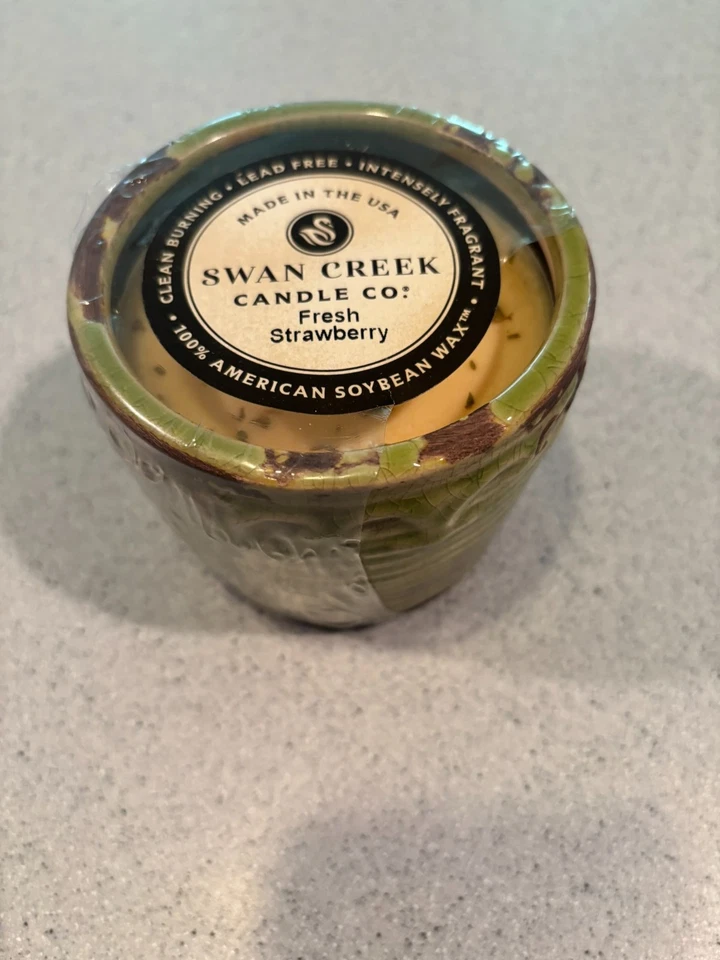 CLEAN BURNING • LEAD FREE • INTENSELY FRAGRANT •
MADE IN THE USA
SWAN CREEK
CANDLE CO.®
Fresh
Strawberry
• 100% AMERICAN SOYBEAN WAX™